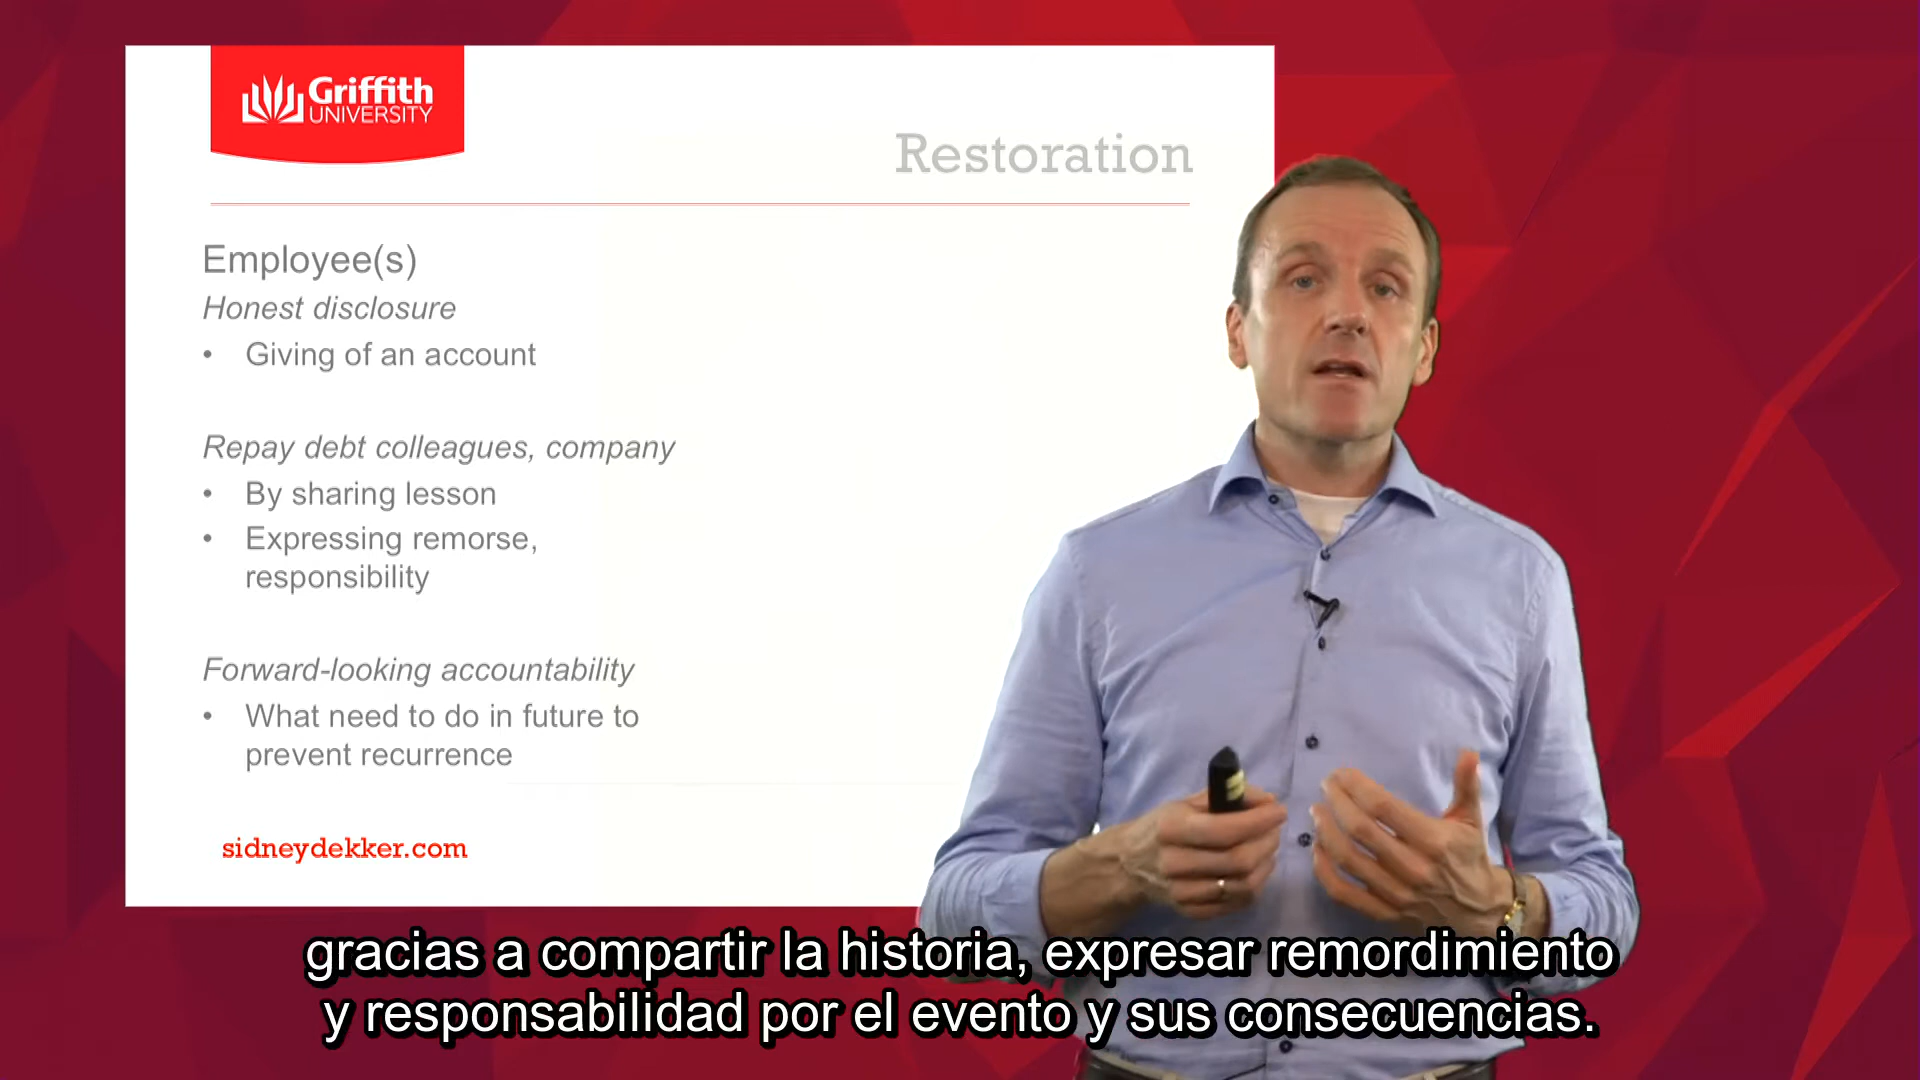 Griffith
UNIVERSITY
Restoration
Employee(s)
Honest disclosure
• Giving of an account
Repay debt colleagues, company
• By sharing lesson
• Expressing remorse,
responsibility
Forward-looking accountability
• What need to do in future to
prevent recurrence
sidneydekker.com
gracias a compartir la historia, expresar remordimiento
y responsabilidad por el evento y sus consecuencias.